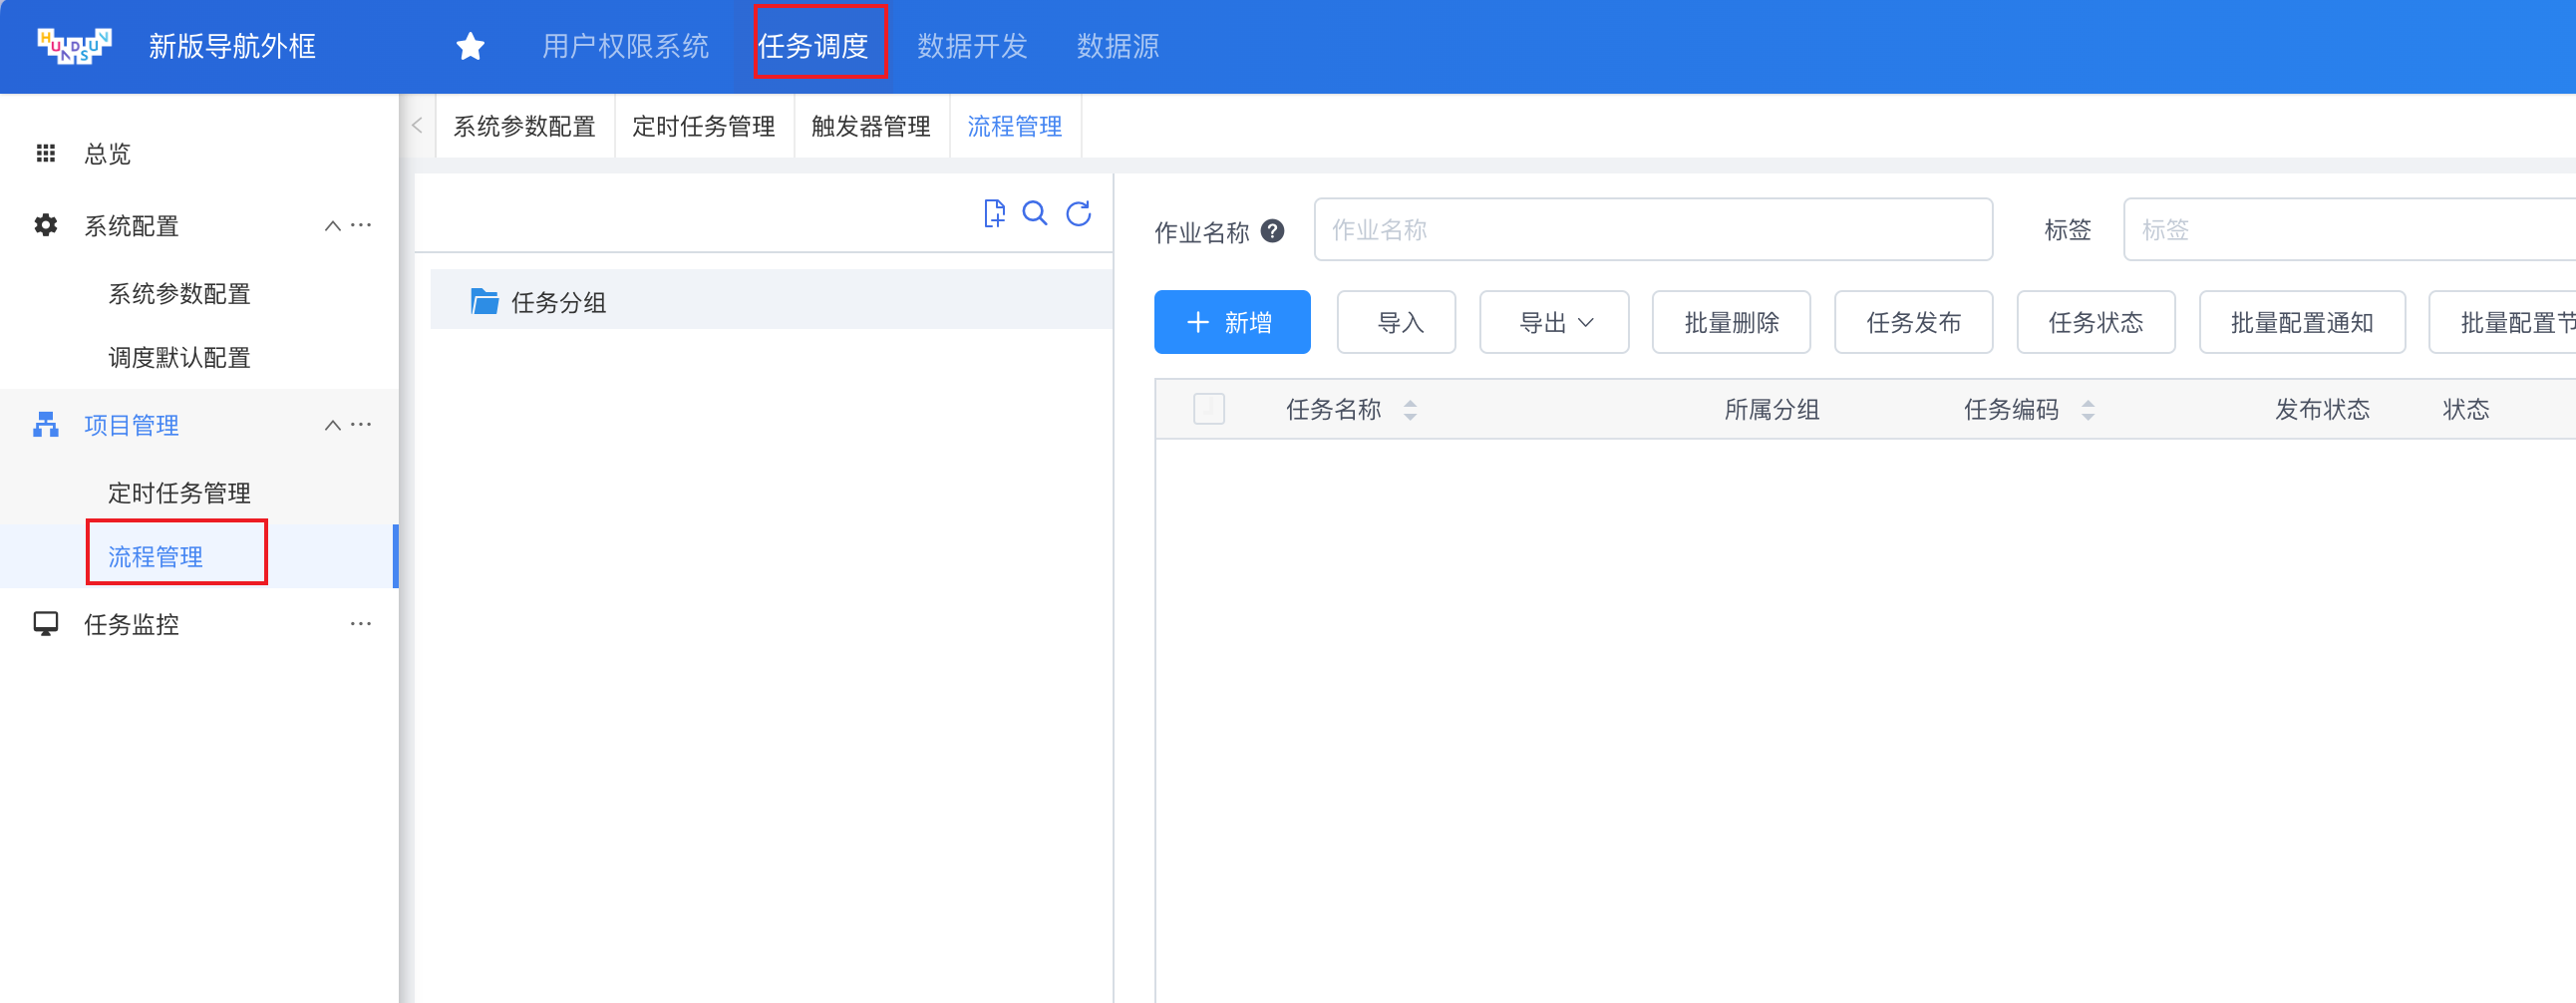 HUNDSUN 新版导航外框 用户权限系统 任务调度 数据开发 数据源
系统参数配置 定时任务管理 触发器管理 流程管理
总览
系统配置
系统参数配置
调度默认配置
项目管理
定时任务管理
流程管理
任务监控
任务分组
作业名称 ? 作业名称 标签 标签
+ 新增 导入 导出 批量删除 任务发布 任务状态 批量配置通知 批量配置节
任务名称 所属分组 任务编码 发布状态 状态